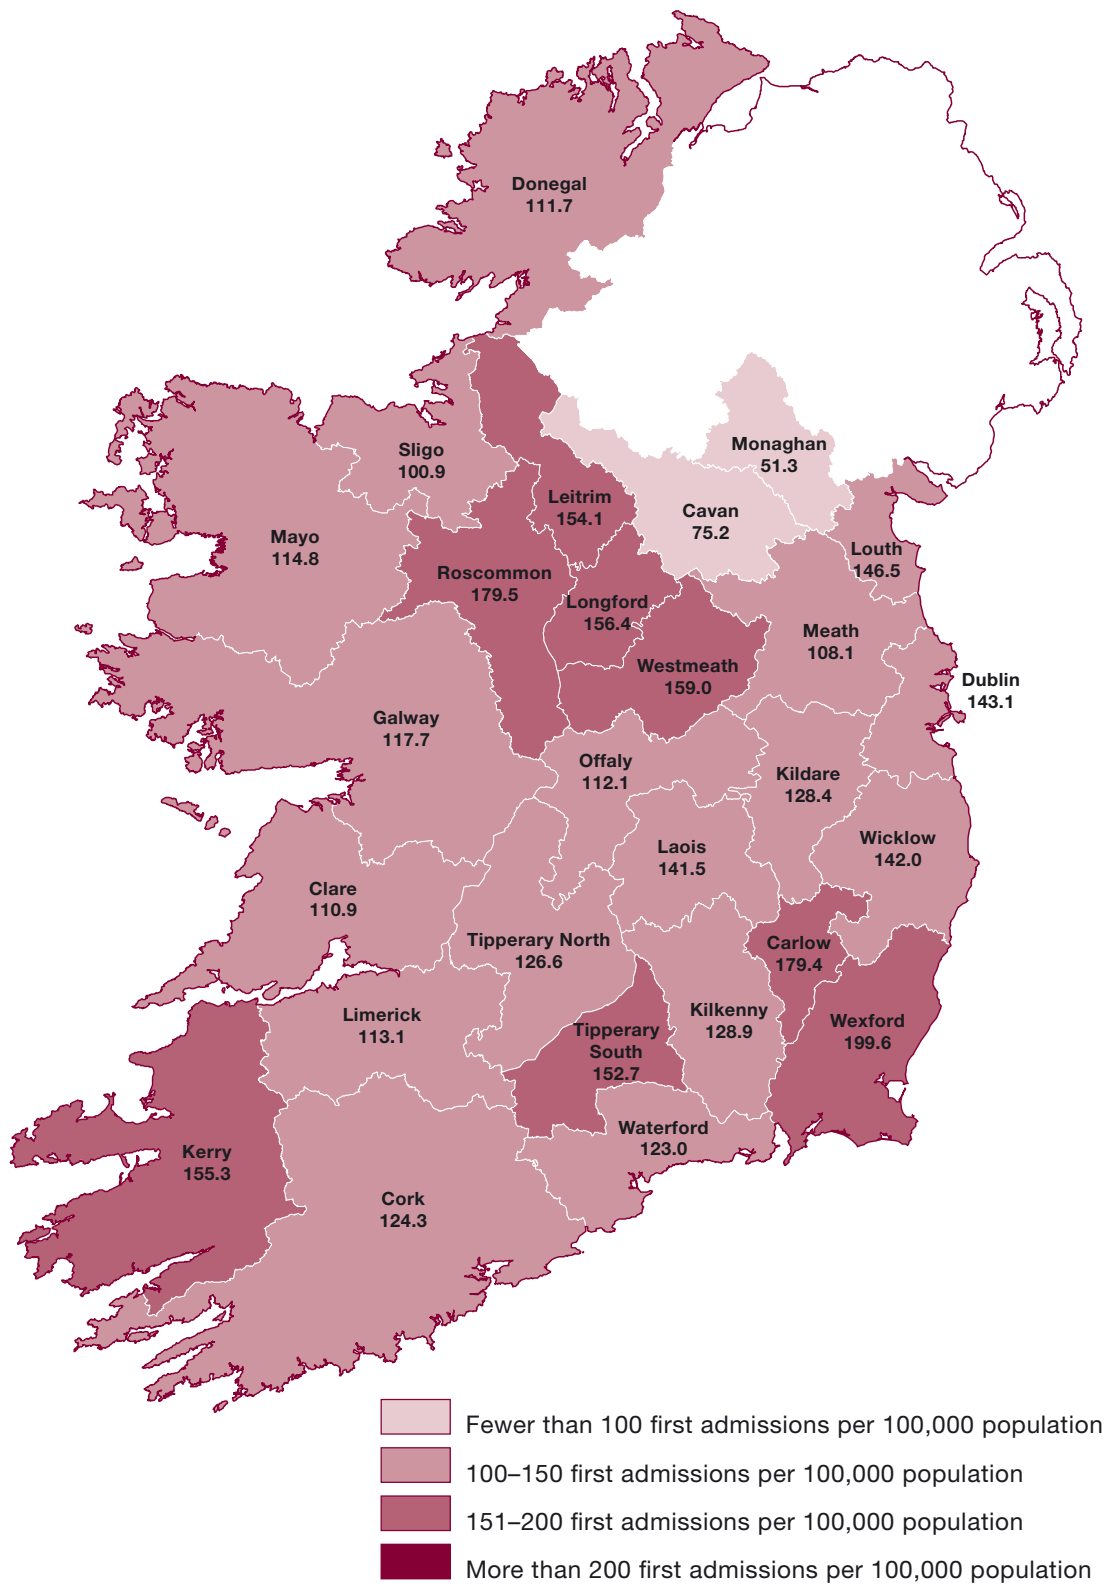 Donegal
111.7
Monaghan
51.3
Sligo
100.9
Leitrim
154.1
Cavan
75.2
Mayo
114.8
Louth
146.5
Roscommon
179.5
Longford
156.4
Meath
108.1
Westmeath
159.0
Dublin
143.1
Galway
117.7
Offaly
112.1
Kildare
128.4
Wicklow
142.0
Laois
141.5
Clare
110.9
Tipperary North
126.6
Carlow
179.4
Limerick
113.1
Kilkenny
128.9
Wexford
199.6
Tipperary
South
152.7
Waterford
123.0
Kerry
155.3
Cork
124.3
Fewer than 100 first admissions per 100,000 population
100–150 first admissions per 100,000 population
151–200 first admissions per 100,000 population
More than 200 first admissions per 100,000 population